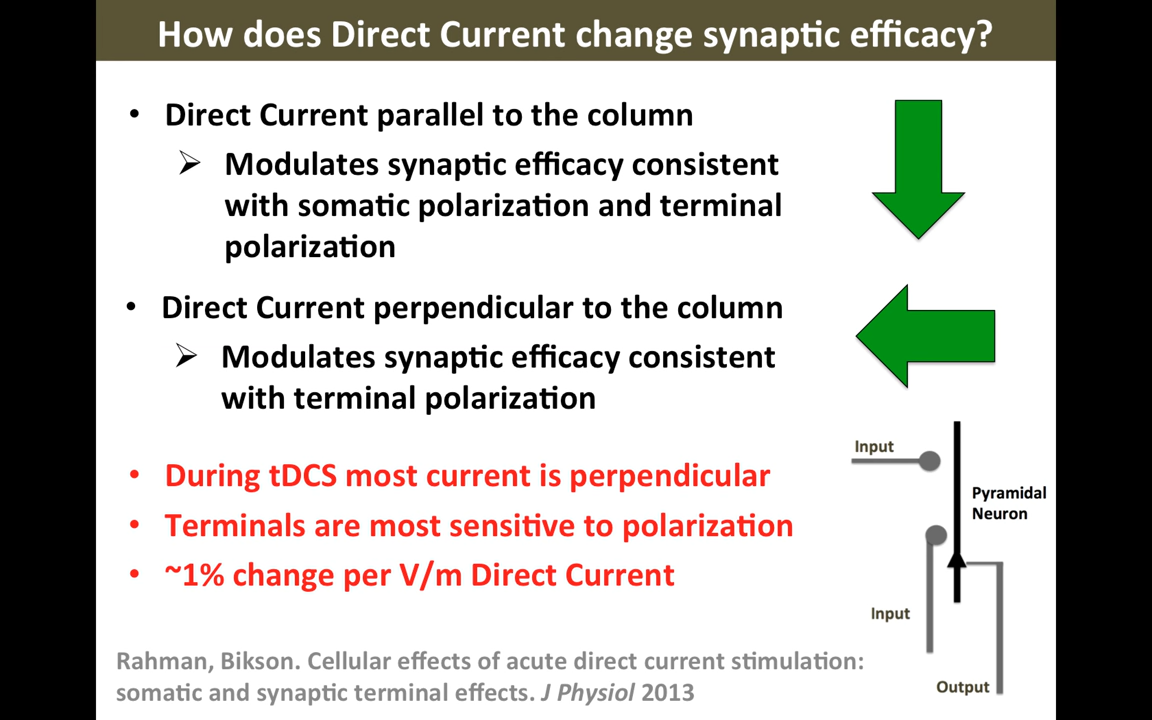 How does Direct Current change synaptic efficacy?
• Direct Current parallel to the column
➢ Modulates synaptic efficacy consistent
with somatic polarization and terminal
polarization
• Direct Current perpendicular to the column
➢ Modulates synaptic efficacy consistent
with terminal polarization
• During tDCS most current is perpendicular
• Terminals are most sensitive to polarization
• ~1% change per V/m Direct Current
Input
Pyramidal
Neuron
Input
Output
Rahman, Bikson. Cellular effects of acute direct current stimulation:
somatic and synaptic terminal effects. J Physiol 2013